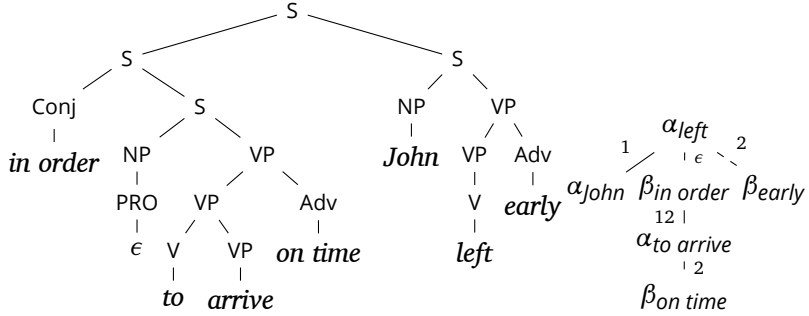 S
S S
Conj S NP VP
in order NP VP John VP Adv
PRO VP Adv V early
ϵ V VP on time left
to arrive
α_left
1 ϵ 2
α_John β_in order β_early
12
α_to arrive
2
β_on time